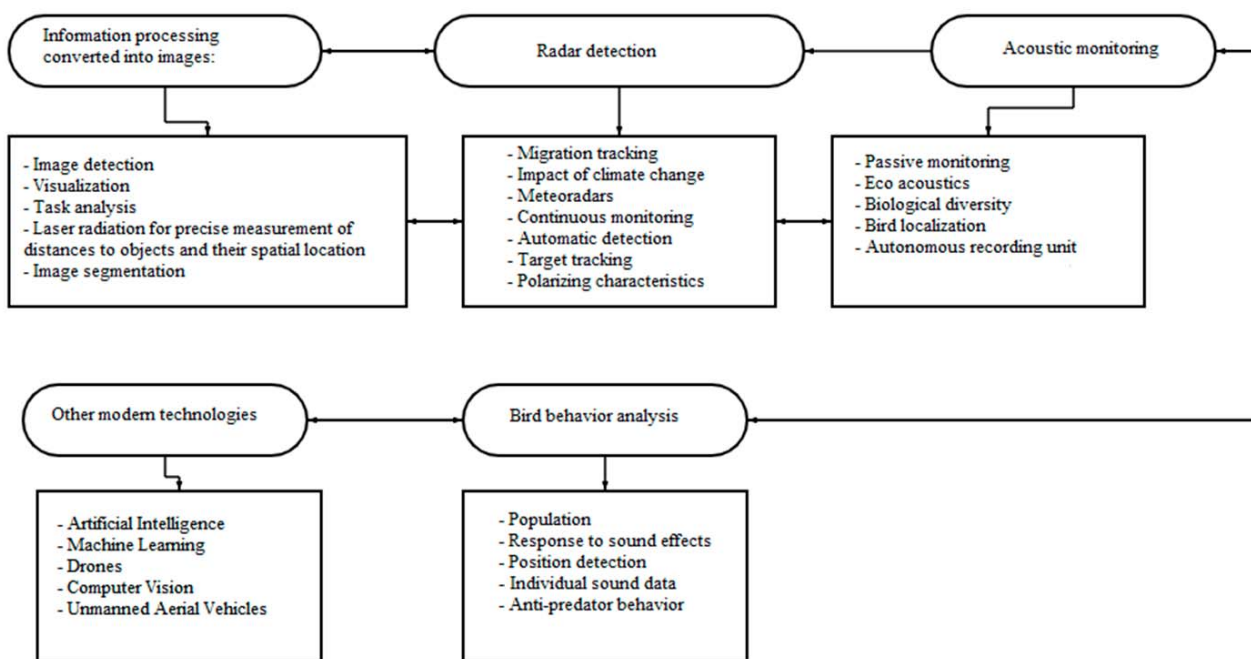 Information processing
converted into images:
Radar detection
Acoustic monitoring
- Image detection
- Visualization
- Task analysis
- Laser radiation for precise measurement of
distances to objects and their spatial location
- Image segmentation
- Migration tracking
- Impact of climate change
- Meteoradars
- Continuous monitoring
- Automatic detection
- Target tracking
- Polarizing characteristics
- Passive monitoring
- Eco acoustics
- Biological diversity
- Bird localization
- Autonomous recording unit
Other modern technologies
Bird behavior analysis
- Artificial Intelligence
- Machine Learning
- Drones
- Computer Vision
- Unmanned Aerial Vehicles
- Population
- Response to sound effects
- Position detection
- Individual sound data
- Anti-predator behavior